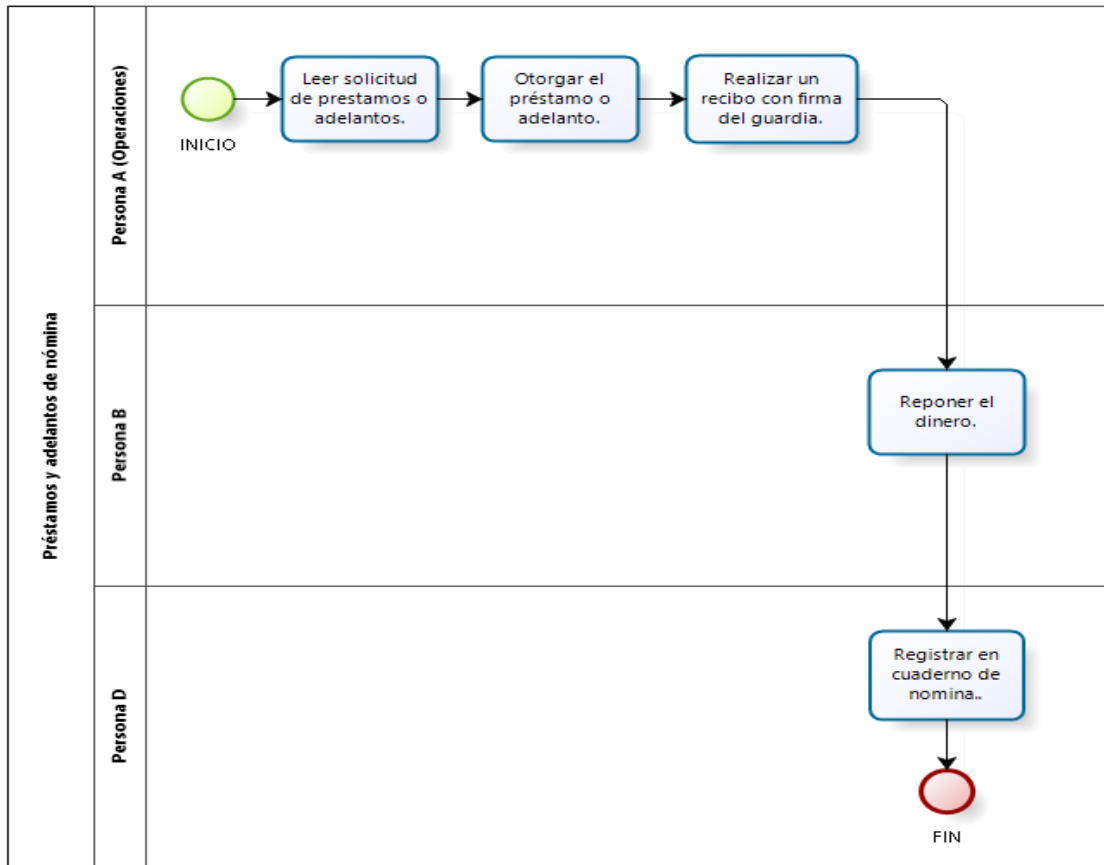 Préstamos y adelantos de nómina
Persona A (Operaciones)
INICIO
Leer solicitud
de prestamos o
adelantos.
Otorgar el
préstamo o
adelanto.
Realizar un
recibo con firma
del guardia.
Persona B
Reponer el
dinero.
Persona D
Registrar en
cuaderno de
nomina..
FIN